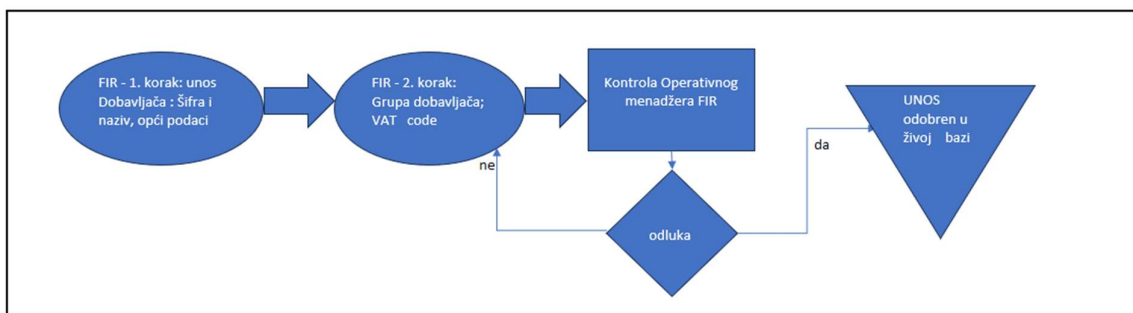 FIR - 1. korak: unos
Dobavljača : Šifra i
naziv, opći podaci
FIR - 2. korak:
Grupa dobavljača;
VAT code
Kontrola Operativnog
menadžera FIR
UNOS
odobren u
živoj bazi
ne
da
odluka